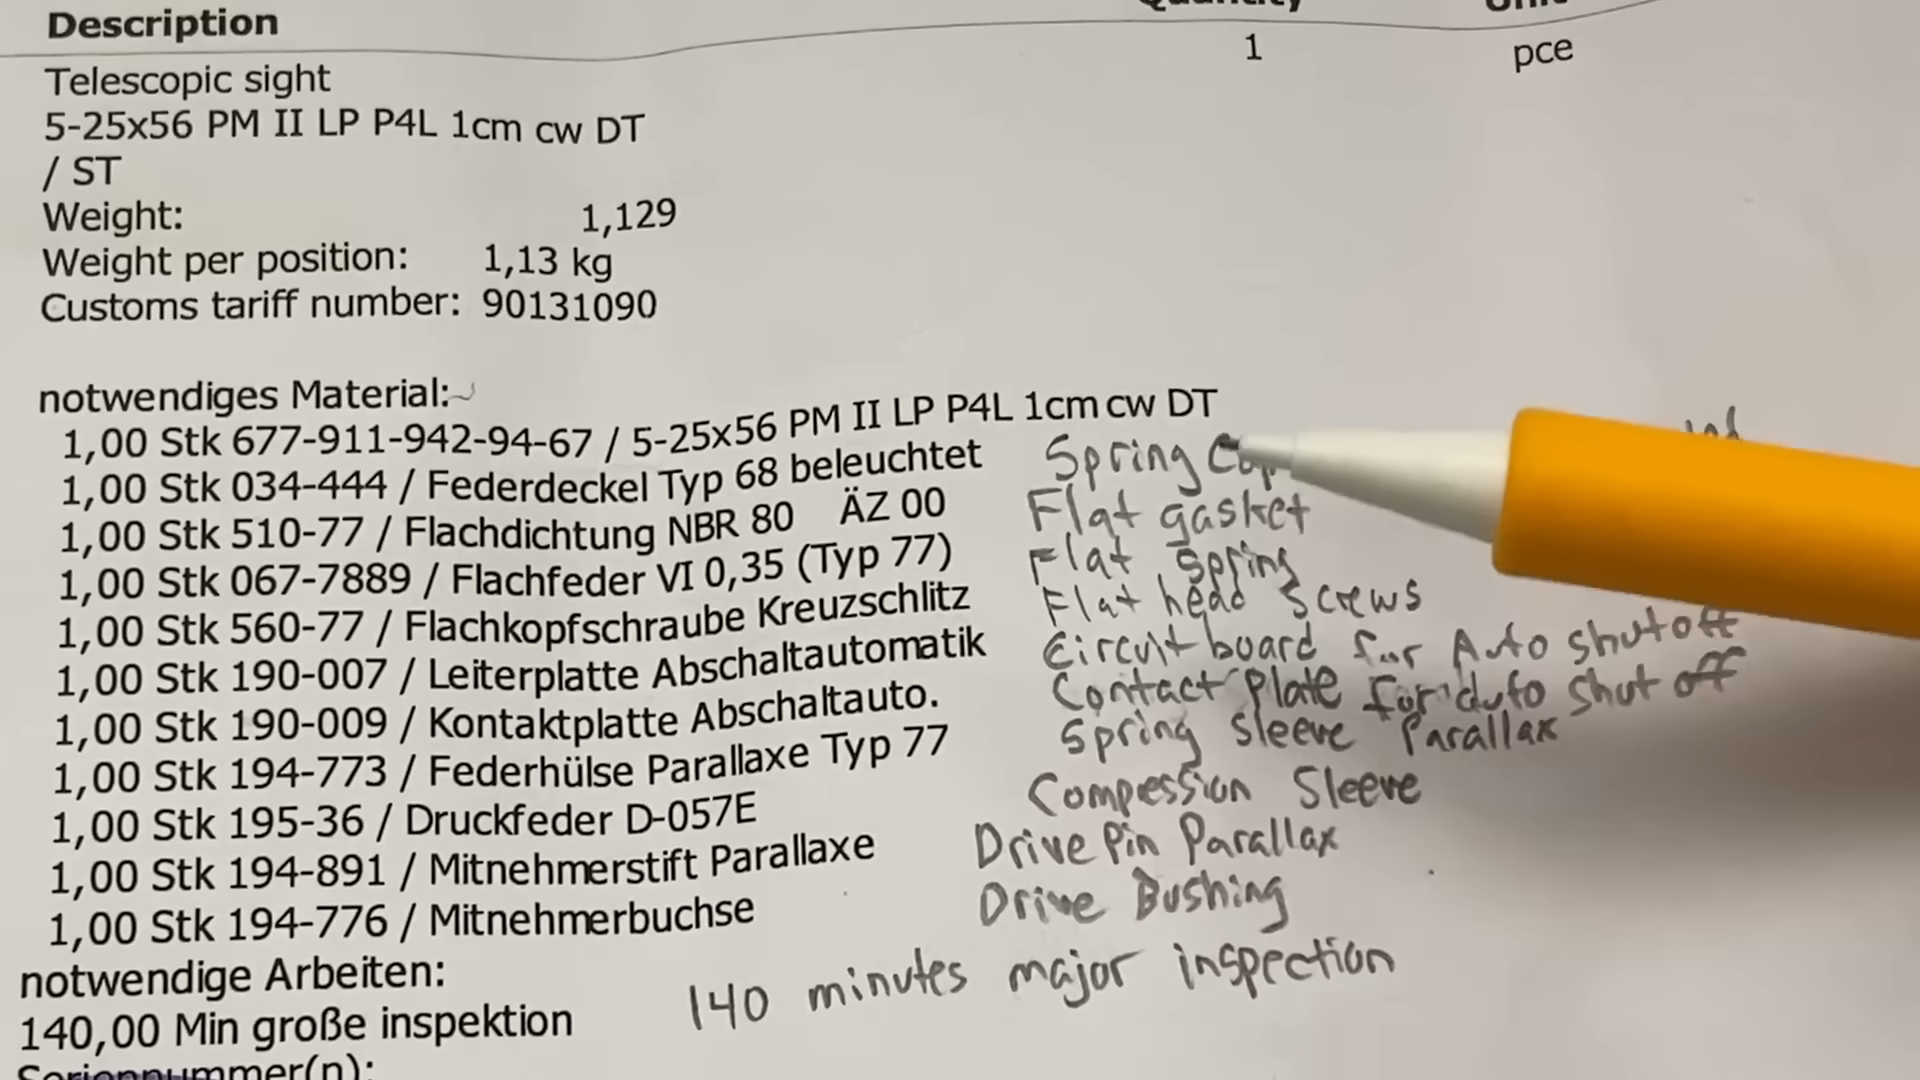 Description Quantity Unit
Telescopic sight 1 pce
5-25x56 PM II LP P4L 1cm cw DT
/ ST
Weight: 1,129
Weight per position: 1,13 kg
Customs tariff number: 90131090
notwendiges Material:
1,00 Stk 677-911-942-94-67 / 5-25x56 PM II LP P4L 1cm cw DT
1,00 Stk 034-444 / Federdeckel Typ 68 beleuchtet Spring
1,00 Stk 510-77 / Flachdichtung NBR 80 ÄZ 00 Flat gasket
1,00 Stk 067-7889 / Flachfeder VI 0,35 (Typ 77) Flat Spring
1,00 Stk 560-77 / Flachkopfschraube Kreuzschlitz Flat head Screws
1,00 Stk 190-007 / Leiterplatte Abschaltautomatik Circuit board for Auto shutoff
1,00 Stk 190-009 / Kontaktplatte Abschaltauto. Contact Plate for auto shut off
1,00 Stk 194-773 / Federhülse Parallaxe Typ 77 Spring Sleeve Parallax
1,00 Stk 195-36 / Druckfeder D-057E Compession Sleeve
1,00 Stk 194-891 / Mitnehmerstift Parallaxe Drive Pin Parallax
1,00 Stk 194-776 / Mitnehmerbuchse Drive Bushing
notwendige Arbeiten:
140,00 Min große inspektion 140 minutes major inspection
Seriennummer(n):